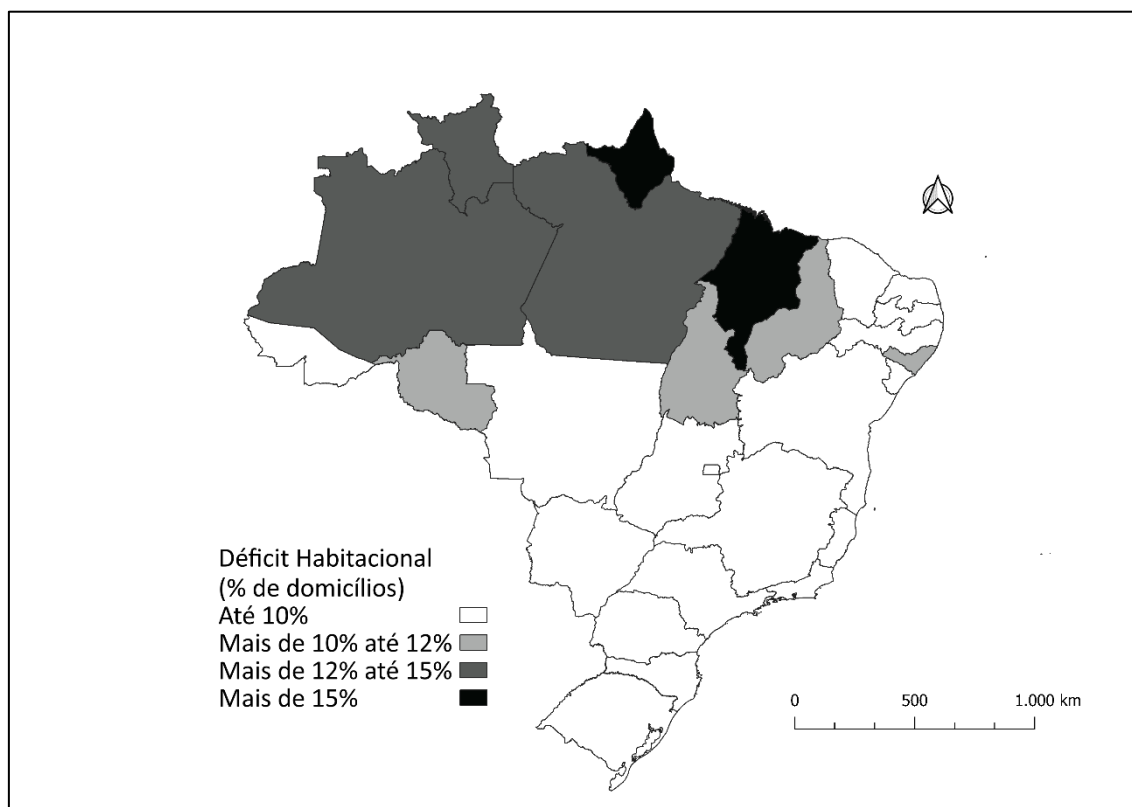 Déficit Habitacional
(% de domicílios)
Até 10%
Mais de 10% até 12%
Mais de 12% até 15%
Mais de 15%
0 500 1.000 km